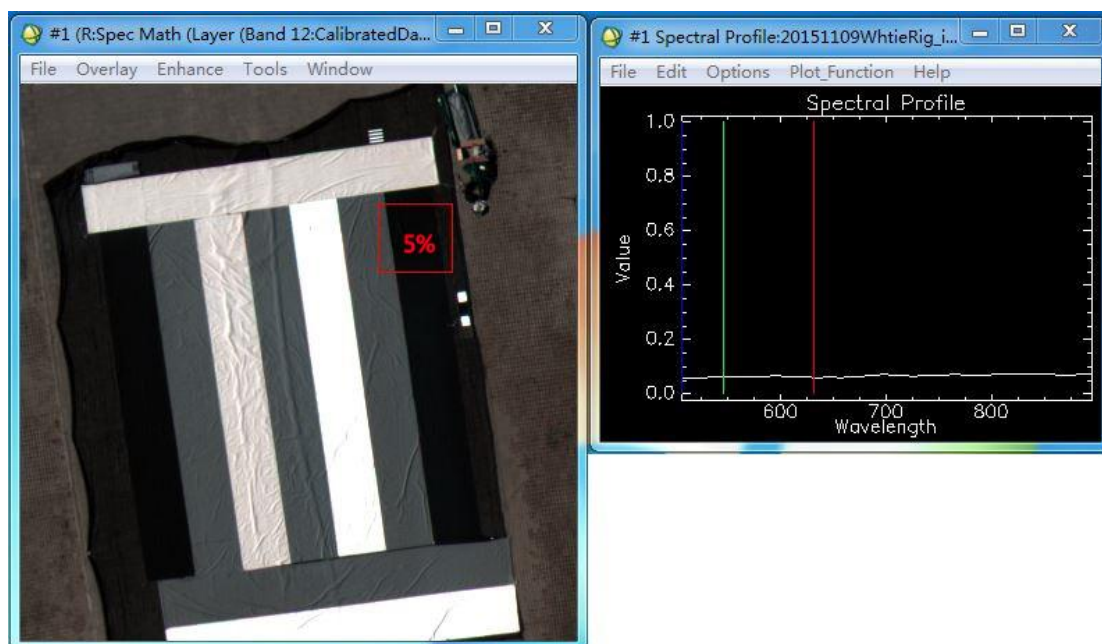 #1 (R:Spec Math (Layer (Band 12:CalibratedDa...
File Overlay Enhance Tools Window
5%
#1 Spectral Profile:20151109WhtieRig_i...
File Edit Options Plot_Function Help
Spectral Profile
1.0
0.8
0.6
0.4
0.2
0.0
Value
600 700 800
Wavelength